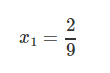 x₁ = 2/9